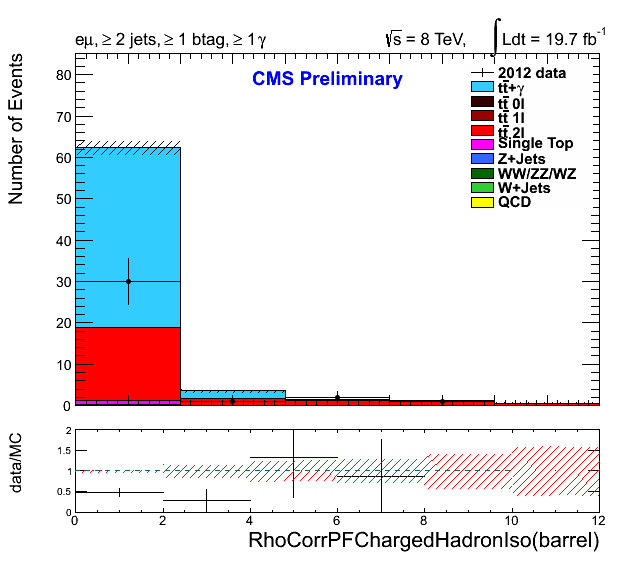 eμ, ≥ 2 jets, ≥ 1 btag, ≥ 1 γ
√s = 8 TeV, ∫ Ldt = 19.7 fb⁻¹
CMS Preliminary
2012 data
tt̄+γ
tt̄ 0l
tt̄ 1l
tt̄ 2l
Single Top
Z+Jets
WW/ZZ/WZ
W+Jets
QCD
Number of Events
80
70
60
50
40
30
20
10
0
data/MC
2
1.5
1
0.5
0
0 2 4 6 8 10 12
RhoCorrPFChargedHadronIso(barrel)